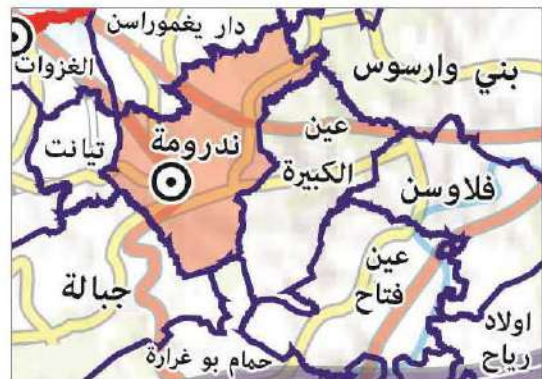 دار يغموراسن
الغزوات
بني وارسوس
تيانت
ندرومة
عين
الكبيرة
فلاوسن
جبالة
عين
فتاح
اولاد
رياح
حمام بو غرارة